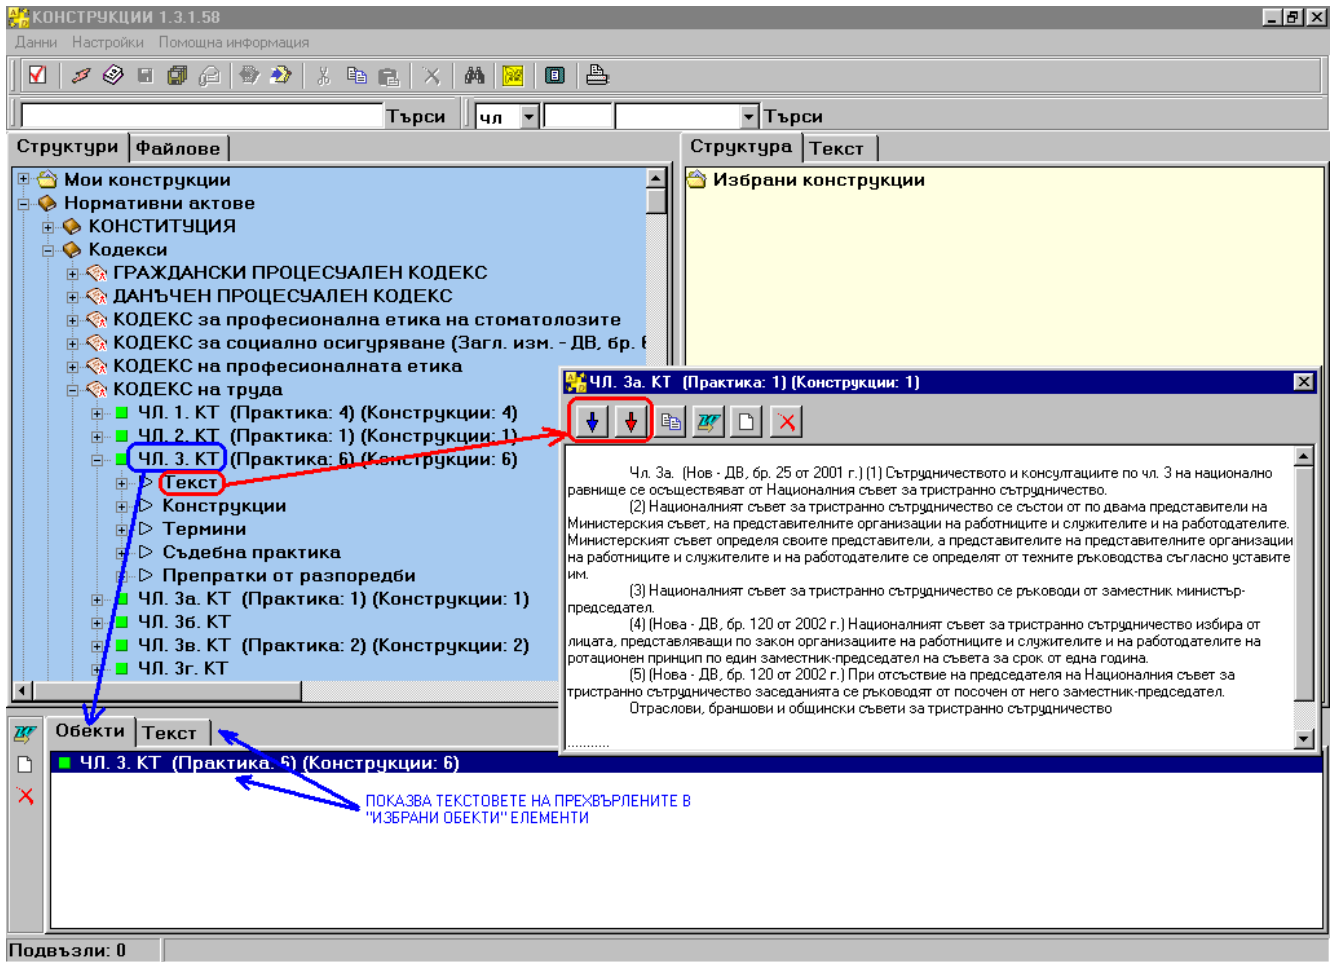 КОНСТРУКЦИИ 1.3.1.58
Данни Настройки Помощна информация
Търси чл Търси
Структури Файлове
Структура Текст
Мои конструкции
Нормативни актове
КОНСТИТУЦИЯ
Кодекси
ГРАЖДАНСКИ ПРОЦЕСУАЛЕН КОДЕКС
ДАНЪЧЕН ПРОЦЕСУАЛЕН КОДЕКС
КОДЕКС за професионална етика на стоматолозите
КОДЕКС за социално осигуряване (Загл. изм. - ДВ, бр.
КОДЕКС на професионалната етика
КОДЕКС на труда
ЧЛ. 1. КТ (Практика: 4) (Конструкции: 4)
ЧЛ. 2. КТ (Практика: 1) (Конструкции: 1)
ЧЛ. 3. КТ (Практика: 6) (Конструкции: 6)
Текст
Конструкции
Термини
Съдебна практика
Препратки от разпоредби
ЧЛ. 3а. КТ (Практика: 1) (Конструкции: 1)
ЧЛ. 3б. КТ
ЧЛ. 3в. КТ (Практика: 2) (Конструкции: 2)
ЧЛ. 3г. КТ
Избрани конструкции
ЧЛ. 3а. КТ (Практика: 1) (Конструкции: 1)
Чл. 3а. (Нов - ДВ, бр. 25 от 2001 г.) (1) Сътрудничеството и консултациите по чл. 3 на национално
равнище се осъществяват от Националния съвет за тристранно сътрудничество.
(2) Националният съвет за тристранно сътрудничество се състои от по двама представители на
Министерския съвет, на представителните организации на работниците и служителите и на работодателите.
Министерският съвет определя своите представители, а представителите на представителните организации
на работниците и служителите и на работодателите се определят от техните ръководства съгласно уставите
им.
(3) Националният съвет за тристранно сътрудничество се ръководи от заместник министър-
председател.
(4) (Нова - ДВ, бр. 120 от 2002 г.) Националният съвет за тристранно сътрудничество избира от
лицата, представляващи по закон организациите на работниците и служителите и на работодателите на
ротационен принцип по един заместник-председател на съвета за срок от една година.
(5) (Нова - ДВ, бр. 120 от 2002 г.) При отсъствие на председателя на Националния съвет за
тристранно сътрудничество заседанията се ръководят от посочен от него заместник-председател.
Отраслови, браншови и общински съвети за тристранно сътрудничество
...........
Обекти Текст
ЧЛ. 3. КТ (Практика: 6) (Конструкции: 6)
ПОКАЗВА ТЕКСТОВЕТЕ НА ПРЕХВЪРЛЕНИТЕ В
"ИЗБРАНИ ОБЕКТИ" ЕЛЕМЕНТИ
Подвъзли: 0